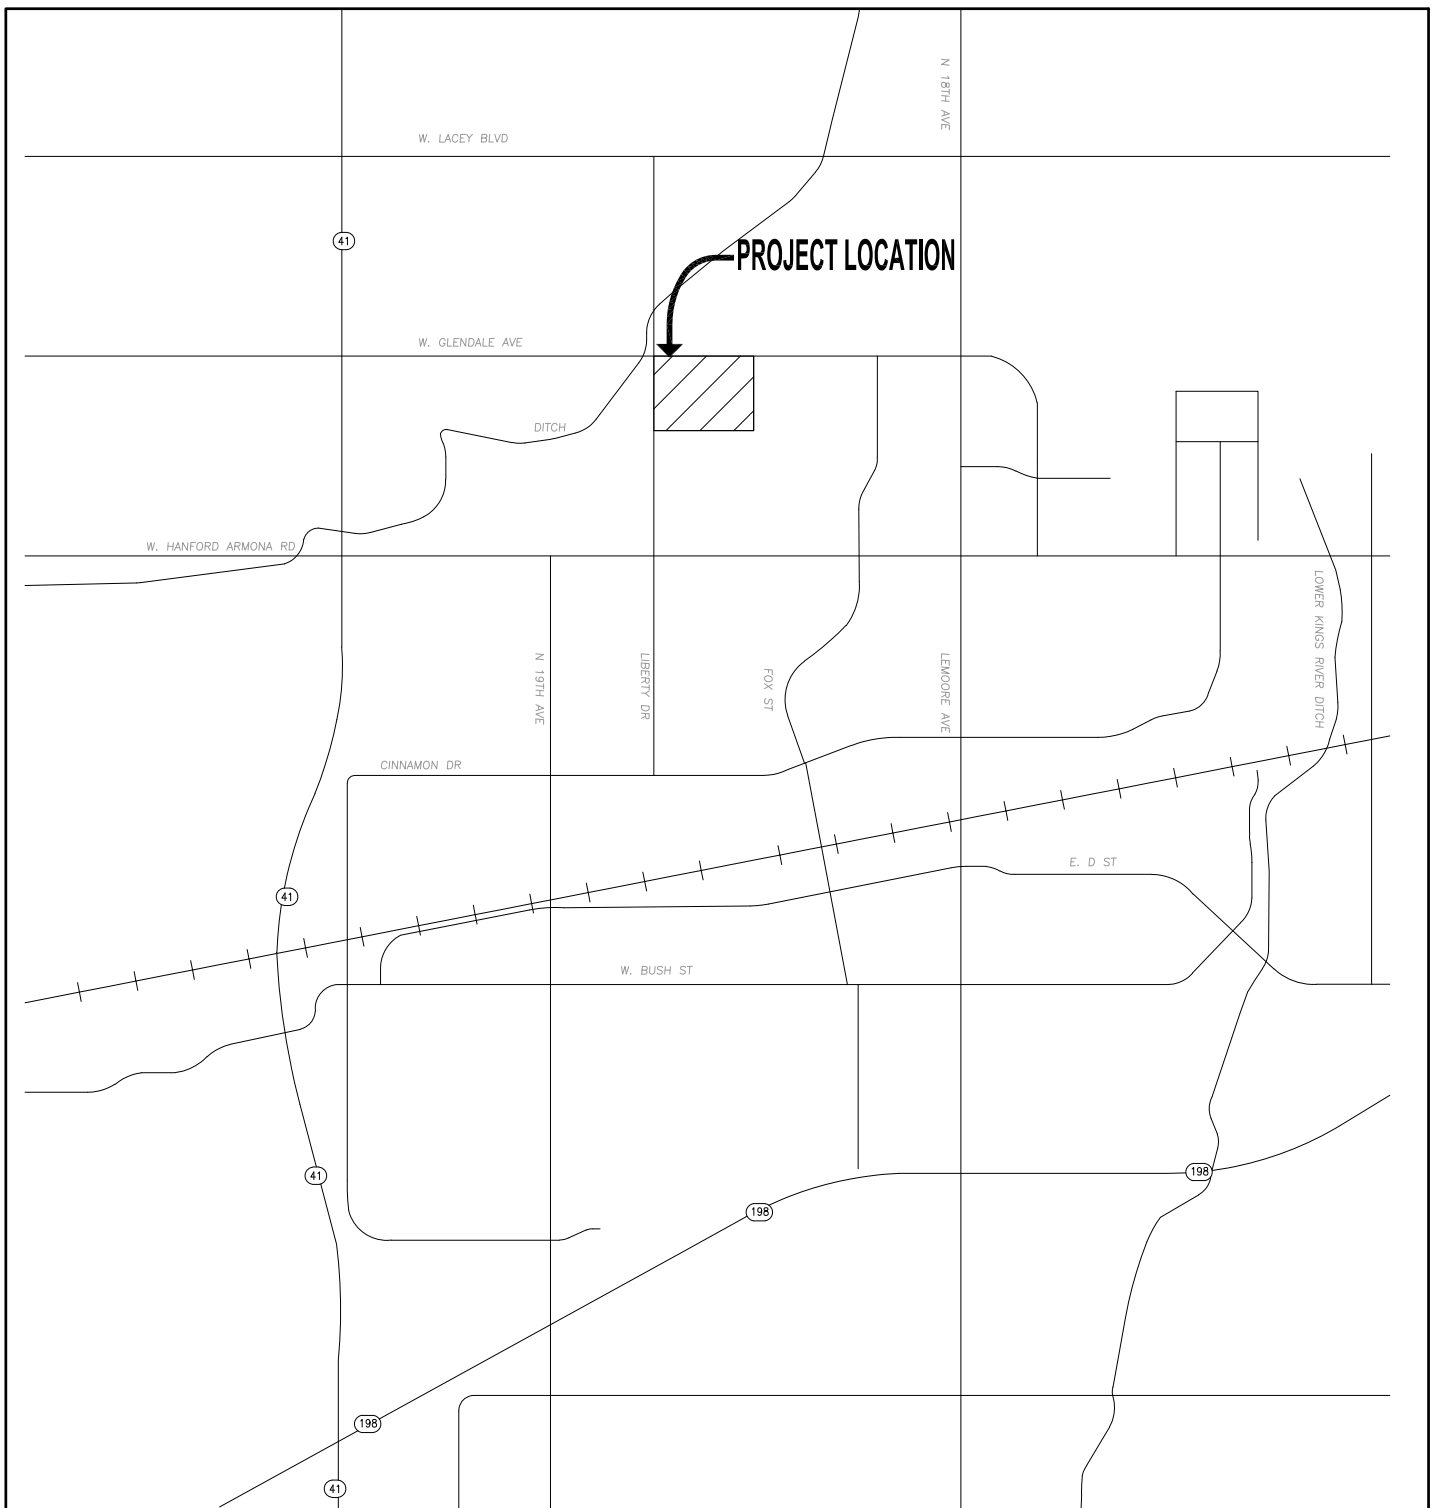 N 18TH AVE
W. LACEY BLVD
41
PROJECT LOCATION
W. GLENDALE AVE
DITCH
W. HANFORD ARMONA RD
LOWER KINGS RIVER DITCH
N 19TH AVE
LIBERTY DR
FOX ST
LEMOORE AVE
CINNAMON DR
E. D ST
41
W. BUSH ST
41
198
198
198
41